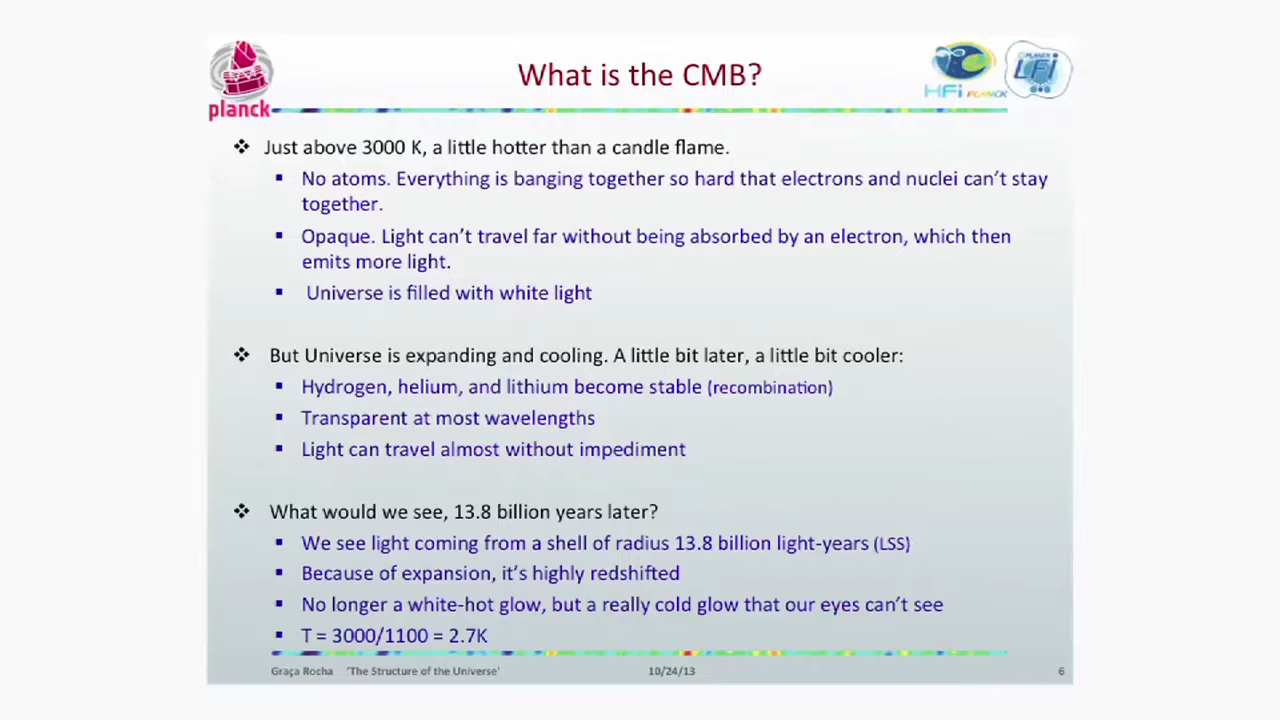 What is the CMB?
planck
HFi PLANCK
PLANCK
LFi
❖ Just above 3000 K, a little hotter than a candle flame.
▪ No atoms. Everything is banging together so hard that electrons and nuclei can't stay
together.
▪ Opaque. Light can't travel far without being absorbed by an electron, which then
emits more light.
▪ Universe is filled with white light
❖ But Universe is expanding and cooling. A little bit later, a little bit cooler:
▪ Hydrogen, helium, and lithium become stable (recombination)
▪ Transparent at most wavelengths
▪ Light can travel almost without impediment
❖ What would we see, 13.8 billion years later?
▪ We see light coming from a shell of radius 13.8 billion light-years (LSS)
▪ Because of expansion, it's highly redshifted
▪ No longer a white-hot glow, but a really cold glow that our eyes can't see
▪ T = 3000/1100 = 2.7K
Graça Rocha 'The Structure of the Universe' 10/24/13 6